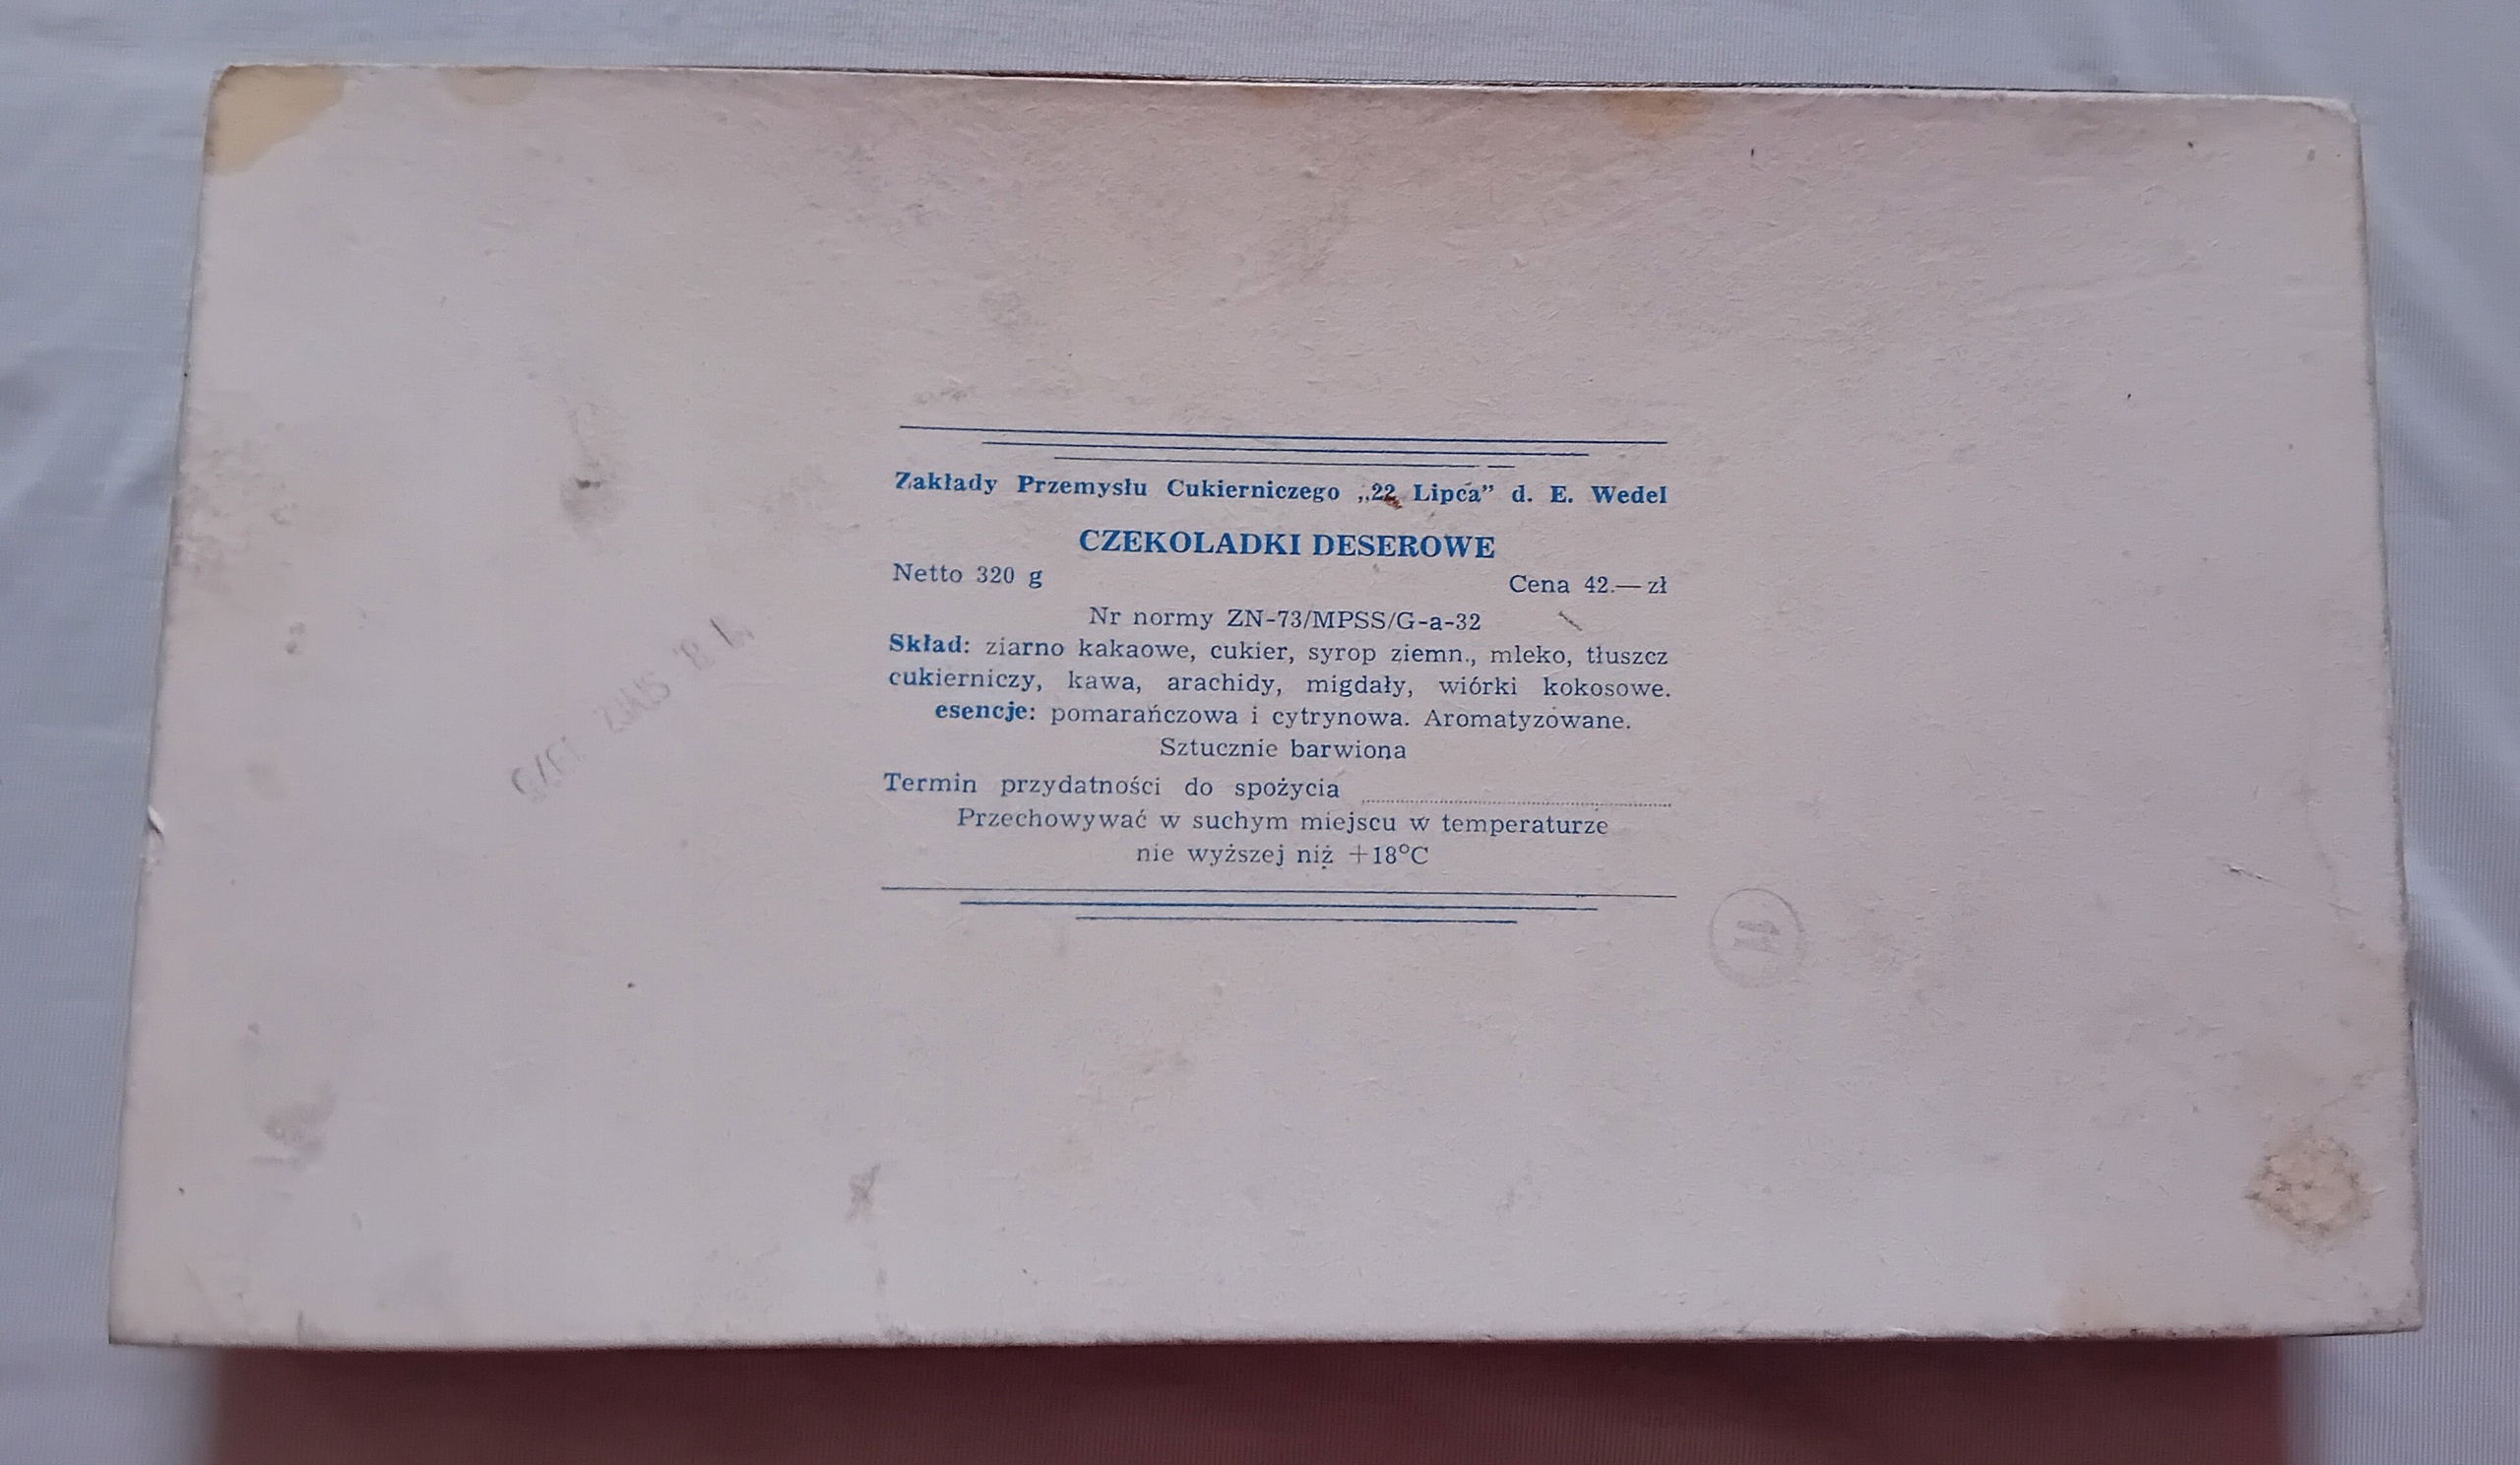 Zakłady Przemysłu Cukierniczego „22 Lipca” d. E. Wedel
CZEKOLADKI DESEROWE
Netto 320 g
Cena 42.— zł
Nr normy ZN-73/MPSS/G-a-32
Skład: ziarno kakaowe, cukier, syrop ziemn., mleko, tłuszcz
cukierniczy, kawa, arachidy, migdały, wiórki kokosowe.
esencje: pomarańczowa i cytrynowa. Aromatyzowane.
Sztucznie barwiona
Termin przydatności do spożycia
Przechowywać w suchym miejscu w temperaturze
nie wyższej niż +18°C